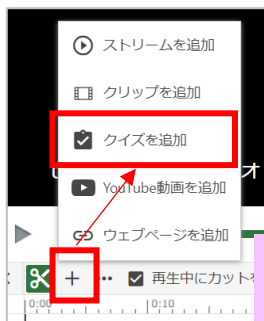 ストリームを追加
クリップを追加
クイズを追加
オ
YouTube動画を追加
ウェブページを追加
+ ••
再生中にカットを
0:00 0:10